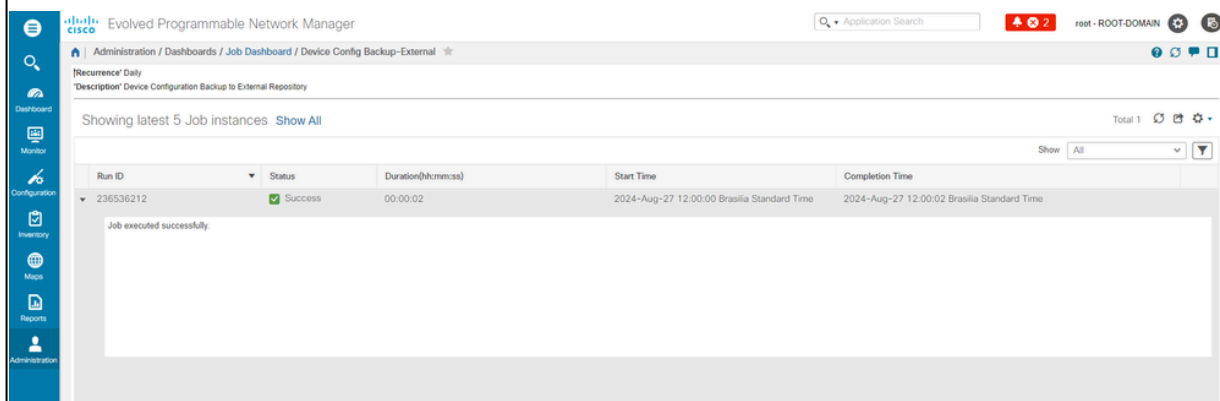 CISCO Evolved Programmable Network Manager
Application Search
2
root - ROOT-DOMAIN
Administration / Dashboards / Job Dashboard / Device Config Backup-External
'Recurrence' Daily
'Description' Device Configuration Backup to External Repository
Showing latest 5 Job instances Show All
Total 1
Show All
Run ID Status Duration(hh:mm:ss) Start Time Completion Time
236536212 Success 00:00:02 2024-Aug-27 12:00:00 Brasilia Standard Time 2024-Aug-27 12:00:02 Brasilia Standard Time
Job executed successfully.
Dashboard
Monitor
Configuration
Inventory
Maps
Reports
Administration